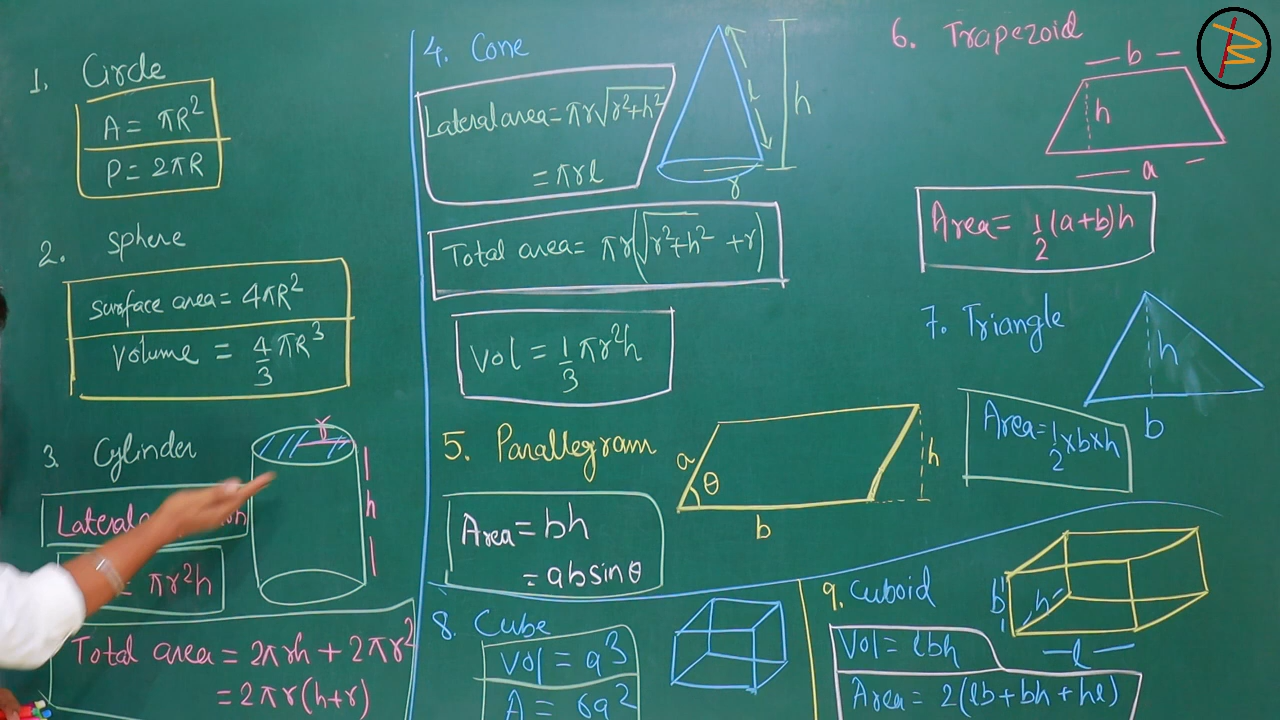 1. Circle
A = πR²
P = 2πR
2. Sphere
Surface area = 4πR²
Volume = 4/3 πR³
3. Cylinder
r
h
Lateral
= πr²h
Total area = 2πrh + 2πr²
= 2πr(h+r)
4. Cone
Lateral area = πr√(r²+h²)
= πrl
l
h
r
Total area = πr(√(r²+h²) + r)
Vol = 1/3 πr²h
5. Parallegram
a
θ
h
b
Area = bh
= absinθ
6. Trapezoid
b
h
a
Area = 1/2 (a+b)h
7. Triangle
h
b
Area = 1/2 × b × h
8. Cube
Vol = a³
A = 6a²
9. Cuboid
b
h
l
Vol = lbh
Area = 2(lb + bh + hl)